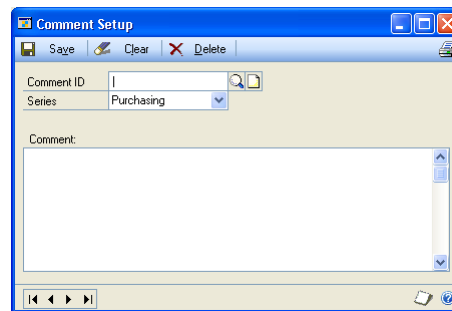 Comment Setup
Save Clear Delete
Comment ID
Series Purchasing
Comment: